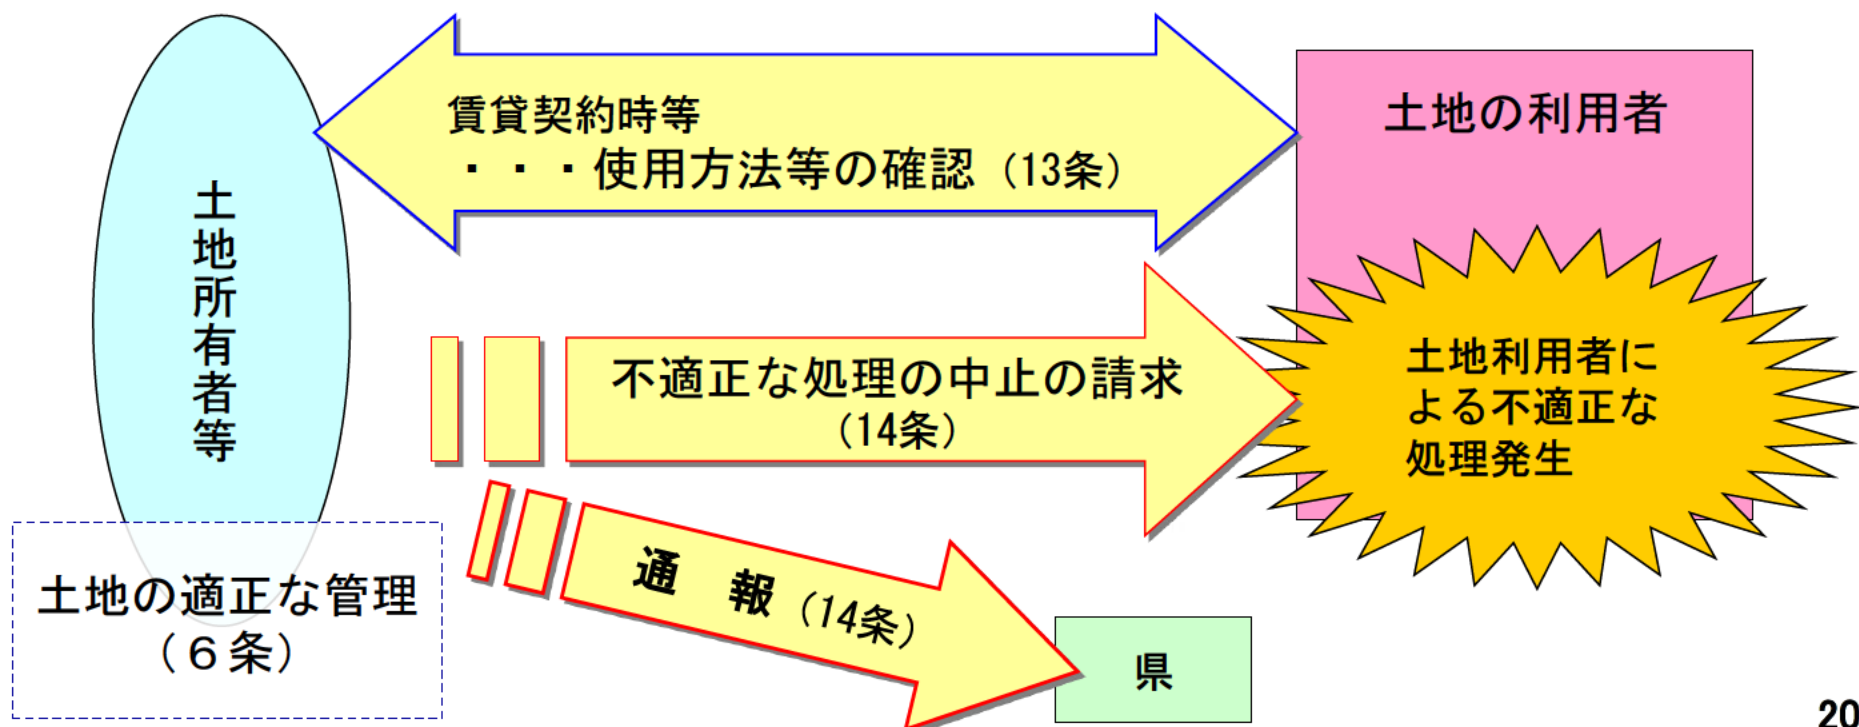 賃貸契約時等
・・・使用方法等の確認（13条）
土地の利用者
土地所有者等
不適正な処理の中止の請求
（14条）
土地利用者に
よる不適正な
処理発生
通　報（14条）
土地の適正な管理
（６条）
県
20